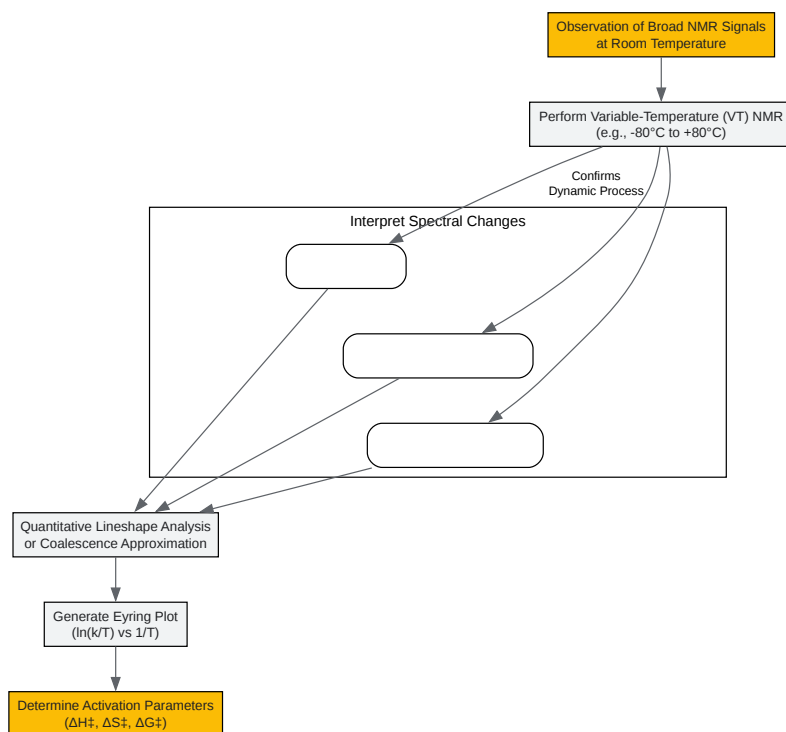 Observation of Broad NMR Signals
at Room Temperature
Perform Variable-Temperature (VT) NMR
(e.g., -80°C to +80°C)
Confirms
Dynamic Process
Interpret Spectral Changes
Quantitative Lineshape Analysis
or Coalescence Approximation
Generate Eyring Plot
(ln(k/T) vs 1/T)
Determine Activation Parameters
(ΔH‡, ΔS‡, ΔG‡)